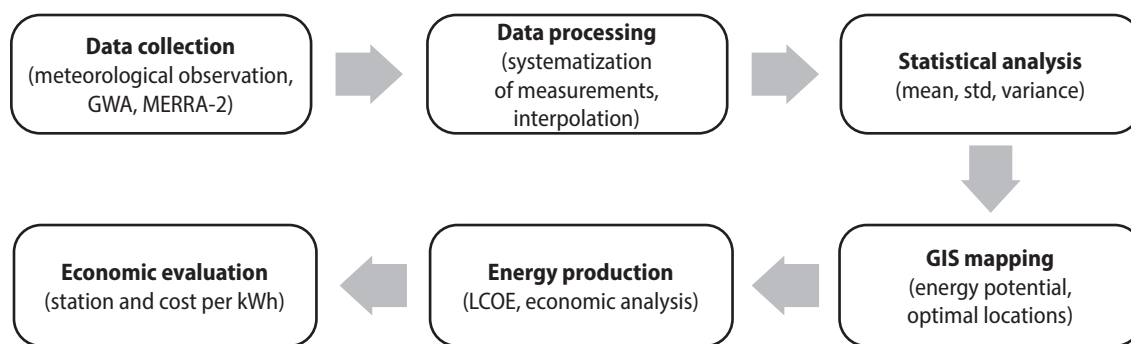 Data collection
(meteorological observation,
GWA, MERRA-2)
Data processing
(systematization
of measurements,
interpolation)
Statistical analysis
(mean, std, variance)
GIS mapping
(energy potential,
optimal locations)
Energy production
(LCOE, economic analysis)
Economic evaluation
(station and cost per kWh)